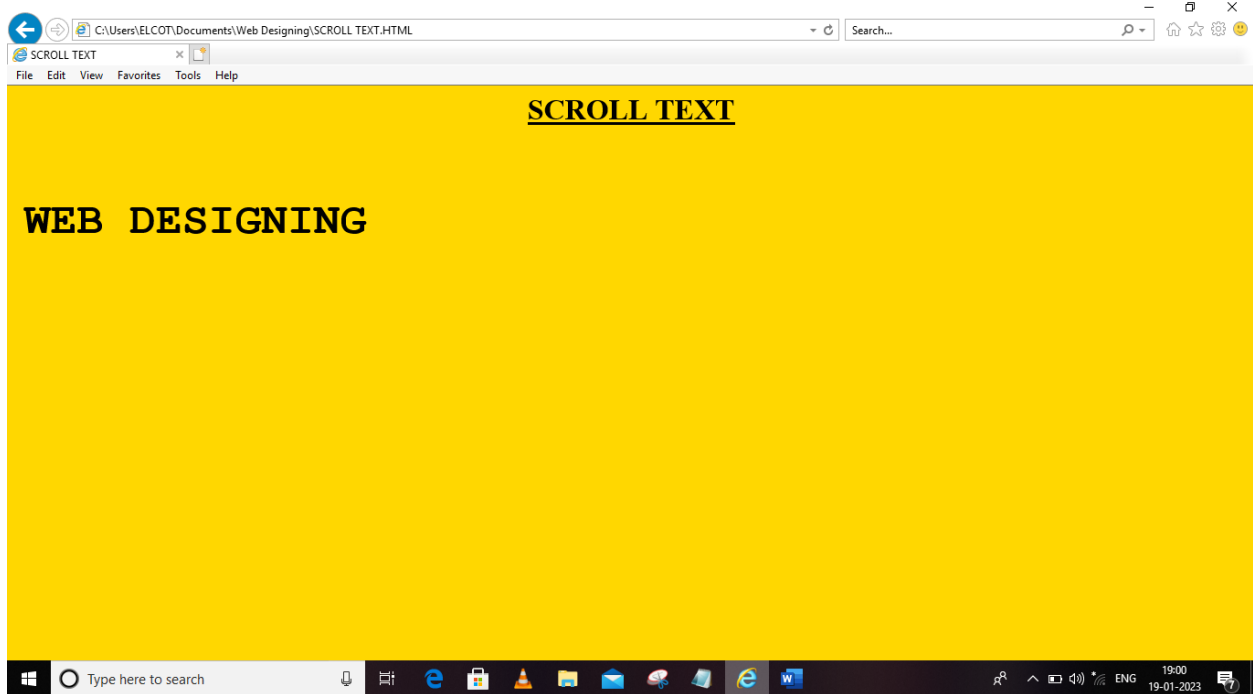 C:\Users\ELCOT\Documents\Web Designing\SCROLL TEXT.HTML
Search...
SCROLL TEXT
File Edit View Favorites Tools Help
SCROLL TEXT
WEB DESIGNING
Type here to search
ENG
19:00
19-01-2023
7